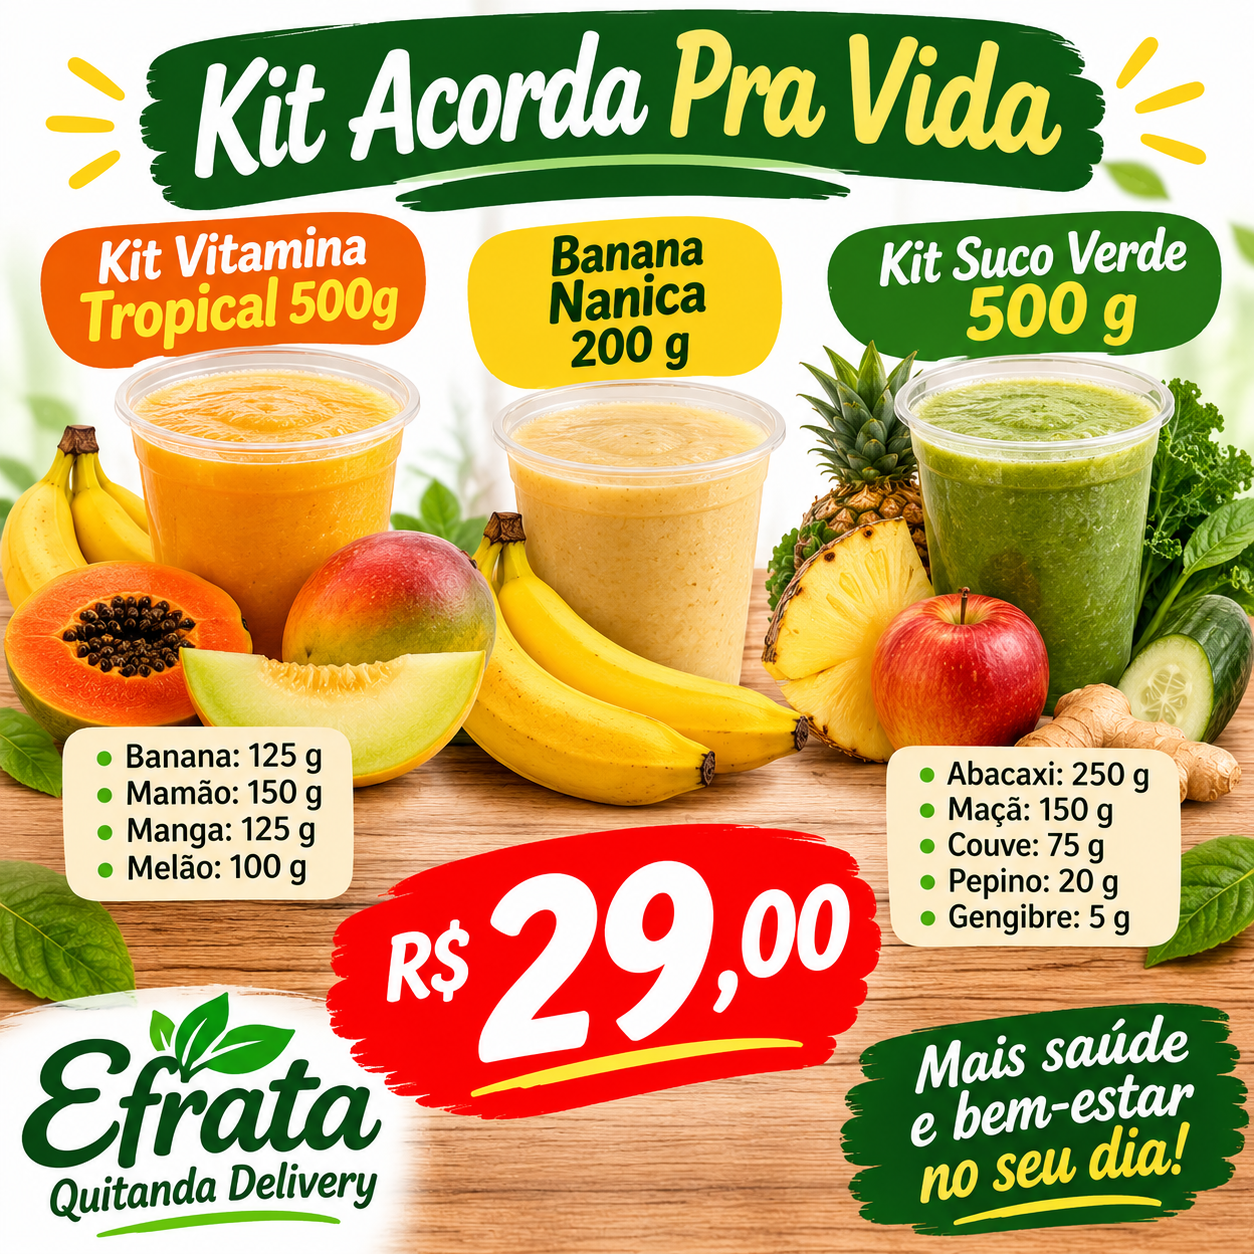 Kit Acorda Pra Vida
Kit Vitamina
Tropical 500g
Banana
Nanica
200 g
Kit Suco Verde
500 g
Banana: 125 g
Mamão: 150 g
Manga: 125 g
Melão: 100 g
Abacaxi: 250 g
Maçã: 150 g
Couve: 75 g
Pepino: 20 g
Gengibre: 5 g
R$ 29,00
Efrata
Quitanda Delivery
Mais saúde
e bem-estar
no seu dia!